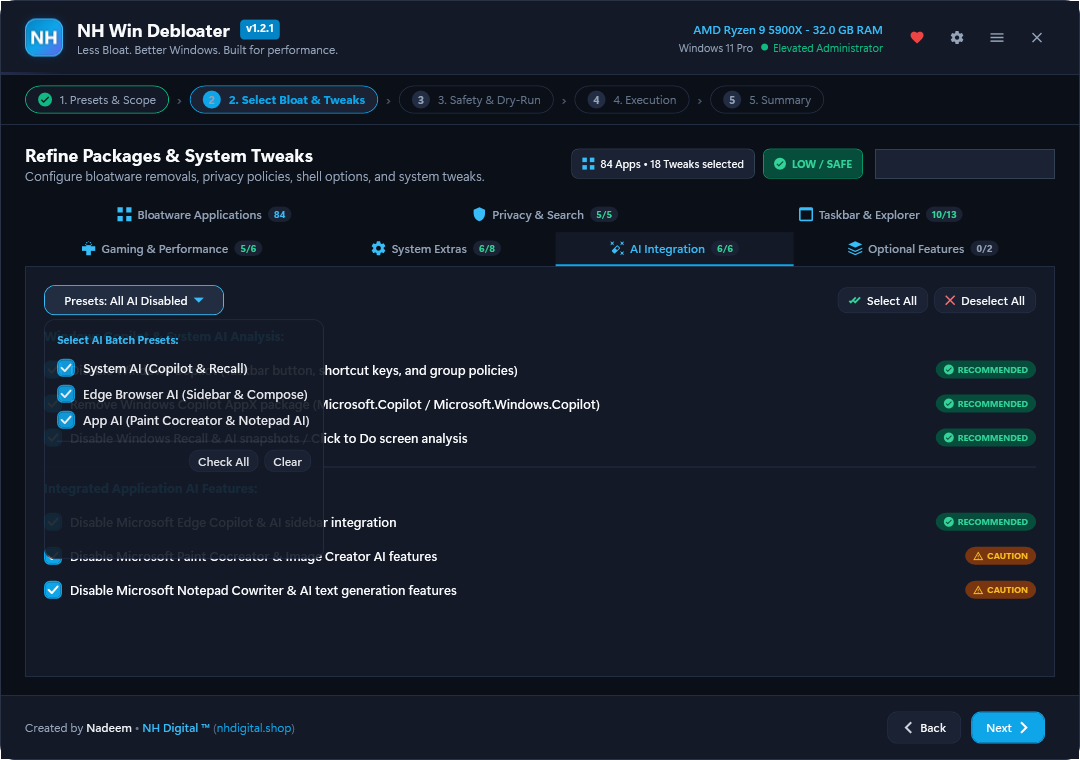 NH
NH Win Debloater v1.2.1
Less Bloat. Better Windows. Built for performance.
AMD Ryzen 9 5900X - 32.0 GB RAM
Windows 11 Pro ● Elevated Administrator
1. Presets & Scope › 2 2. Select Bloat & Tweaks › 3 3. Safety & Dry-Run › 4 4. Execution › 5 5. Summary
Refine Packages & System Tweaks
Configure bloatware removals, privacy policies, shell options, and system tweaks.
84 Apps • 18 Tweaks selected
LOW / SAFE
Bloatware Applications 84
Privacy & Search 5/5
Taskbar & Explorer 10/13
Gaming & Performance 5/6
System Extras 6/8
AI Integration 6/6
Optional Features 0/2
Presets: All AI Disabled
Select All
Deselect All
System AI Analysis:
Select AI Batch Presets:
System AI (Copilot & Recall)
bar button, shortcut keys, and group policies)
RECOMMENDED
Edge Browser AI (Sidebar & Compose)
Remove Windows Copilot AppX package (Microsoft.Copilot / Microsoft.Windows.Copilot)
RECOMMENDED
App AI (Paint Cocreator & Notepad AI)
Disable Windows Recall & AI snapshots / Click to Do screen analysis
RECOMMENDED
Check All
Clear
Integrated Application AI Features:
Disable Microsoft Edge Copilot & AI sidebar integration
RECOMMENDED
Disable Microsoft Paint Cocreator & Image Creator AI features
CAUTION
Disable Microsoft Notepad Cowriter & AI text generation features
CAUTION
Created by Nadeem • NH Digital ™ (nhdigital.shop)
Back
Next